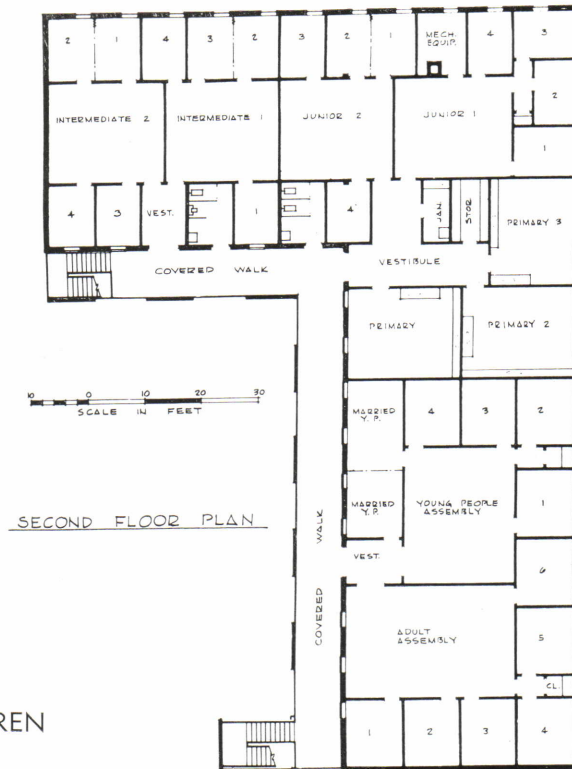 2 1 4 3 2 3 2 1 MECH. EQUIP. 4 3
2
INTERMEDIATE 2 INTERMEDIATE 1 JUNIOR 2 JUNIOR 1
1
4 3 VEST. 1 4 JAN. STOR. PRIMARY 3
COVERED WALK VESTIBULE
PRIMARY PRIMARY 2
10 0 10 20 30
SCALE IN FEET
MARRIED Y.P. 4 3 2
MARRIED Y.P. YOUNG PEOPLE ASSEMBLY 1
SECOND FLOOR PLAN
VEST. 6
COVERED WALK
ADULT ASSEMBLY 5
CL.
REN
1 2 3 4